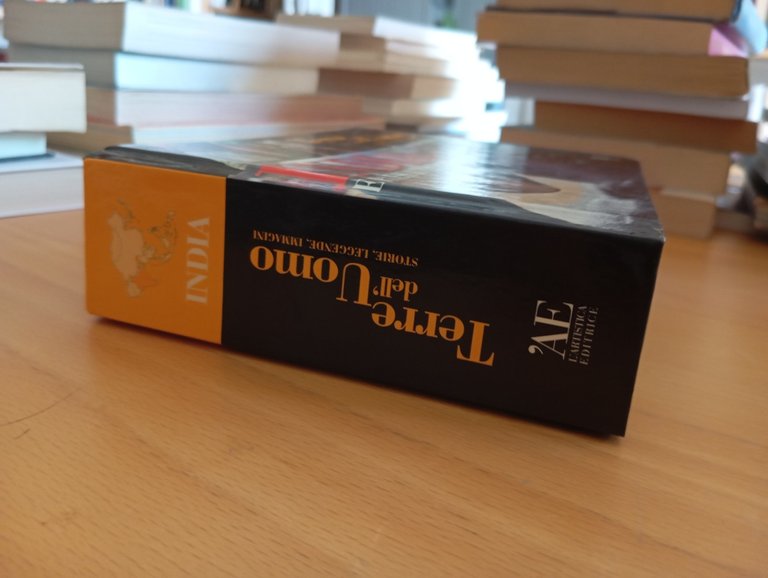 INDIA
Terre
dell'Uomo
STORIE, LEGGENDE, IMMAGINI
'AE
L'ARTISTICA
EDITRICE